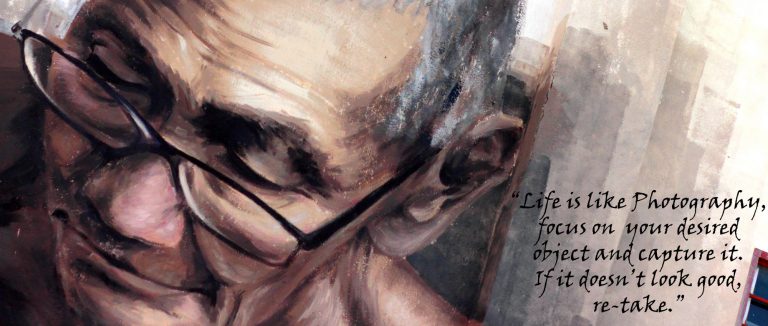 “Life is like Photography,
focus on your desired
object and capture it.
If it doesn't look good,
re-take.”